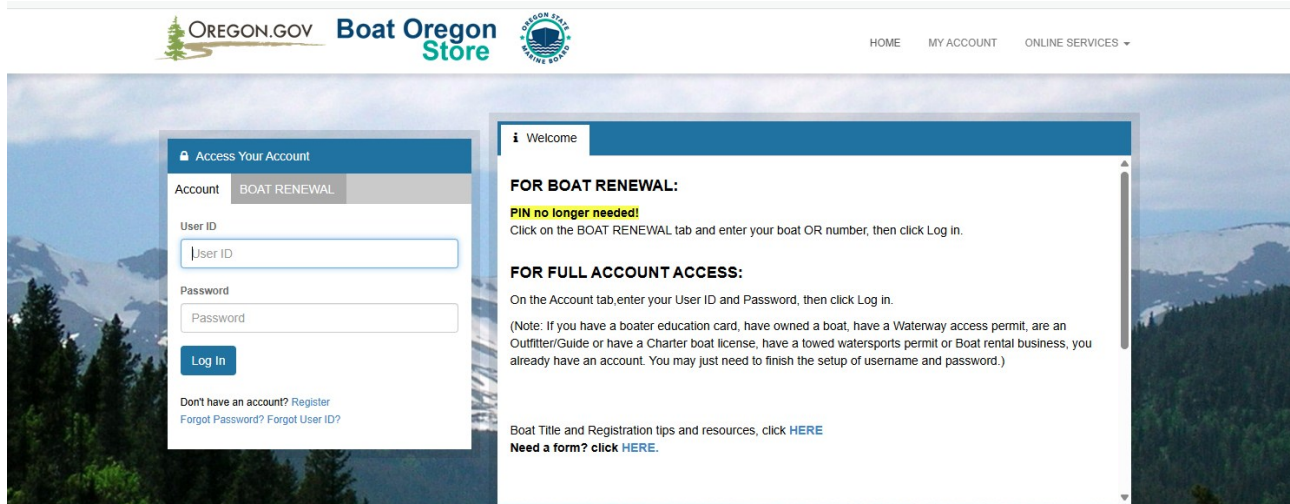 OREGON.GOV
Boat Oregon
Store
OREGON STATE
MARINE BOARD
HOME MY ACCOUNT ONLINE SERVICES
Access Your Account
Account BOAT RENEWAL
User ID
User ID
Password
Password
Log In
Don't have an account? Register
Forgot Password? Forgot User ID?
Welcome
FOR BOAT RENEWAL:
PIN no longer needed!
Click on the BOAT RENEWAL tab and enter your boat OR number, then click Log in.
FOR FULL ACCOUNT ACCESS:
On the Account tab,enter your User ID and Password, then click Log in.
(Note: If you have a boater education card, have owned a boat, have a Waterway access permit, are an
Outfitter/Guide or have a Charter boat license, have a towed watersports permit or Boat rental business, you
already have an account. You may just need to finish the setup of username and password.)
Boat Title and Registration tips and resources, click HERE
Need a form? click HERE.